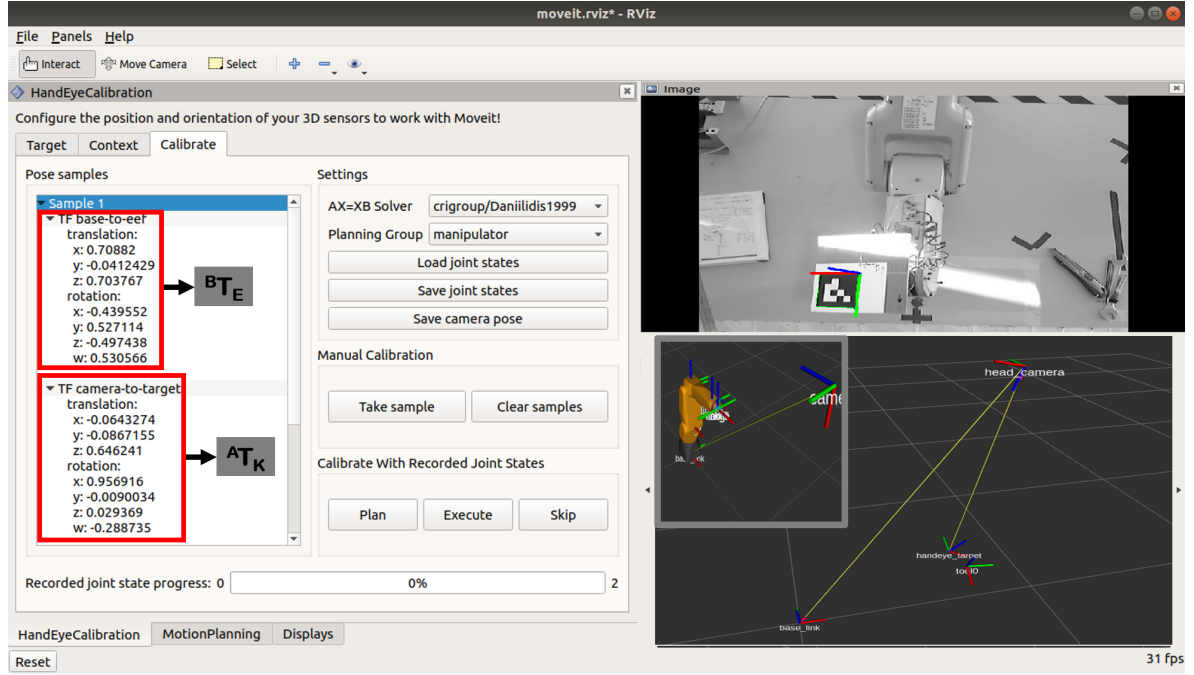 moveit.rviz* - RViz
File Panels Help
Interact Move Camera Select
HandEyeCalibration
Configure the position and orientation of your 3D sensors to work with Moveit!
Target Context Calibrate
Pose samples
Sample 1
TF base-to-eef
translation:
x: 0.70882
y: -0.0412429
z: 0.703767
rotation:
x: -0.439552
y: 0.527114
z: -0.497438
w: 0.530566
BTE
TF camera-to-target
translation:
x: -0.0643274
y: -0.0867155
z: 0.646241
rotation:
x: 0.956916
y: -0.0090034
z: 0.029369
w: -0.288735
ATK
Settings
AX=XB Solver crigroup/Daniilidis1999
Planning Group manipulator
Load joint states
Save joint states
Save camera pose
Manual Calibration
Take sample Clear samples
Calibrate With Recorded Joint States
Plan Execute Skip
Recorded joint state progress: 0 0% 2
HandEyeCalibration MotionPlanning Displays
Reset
Image
came
head_camera
handeye_target
tool0
base_link
31 fps